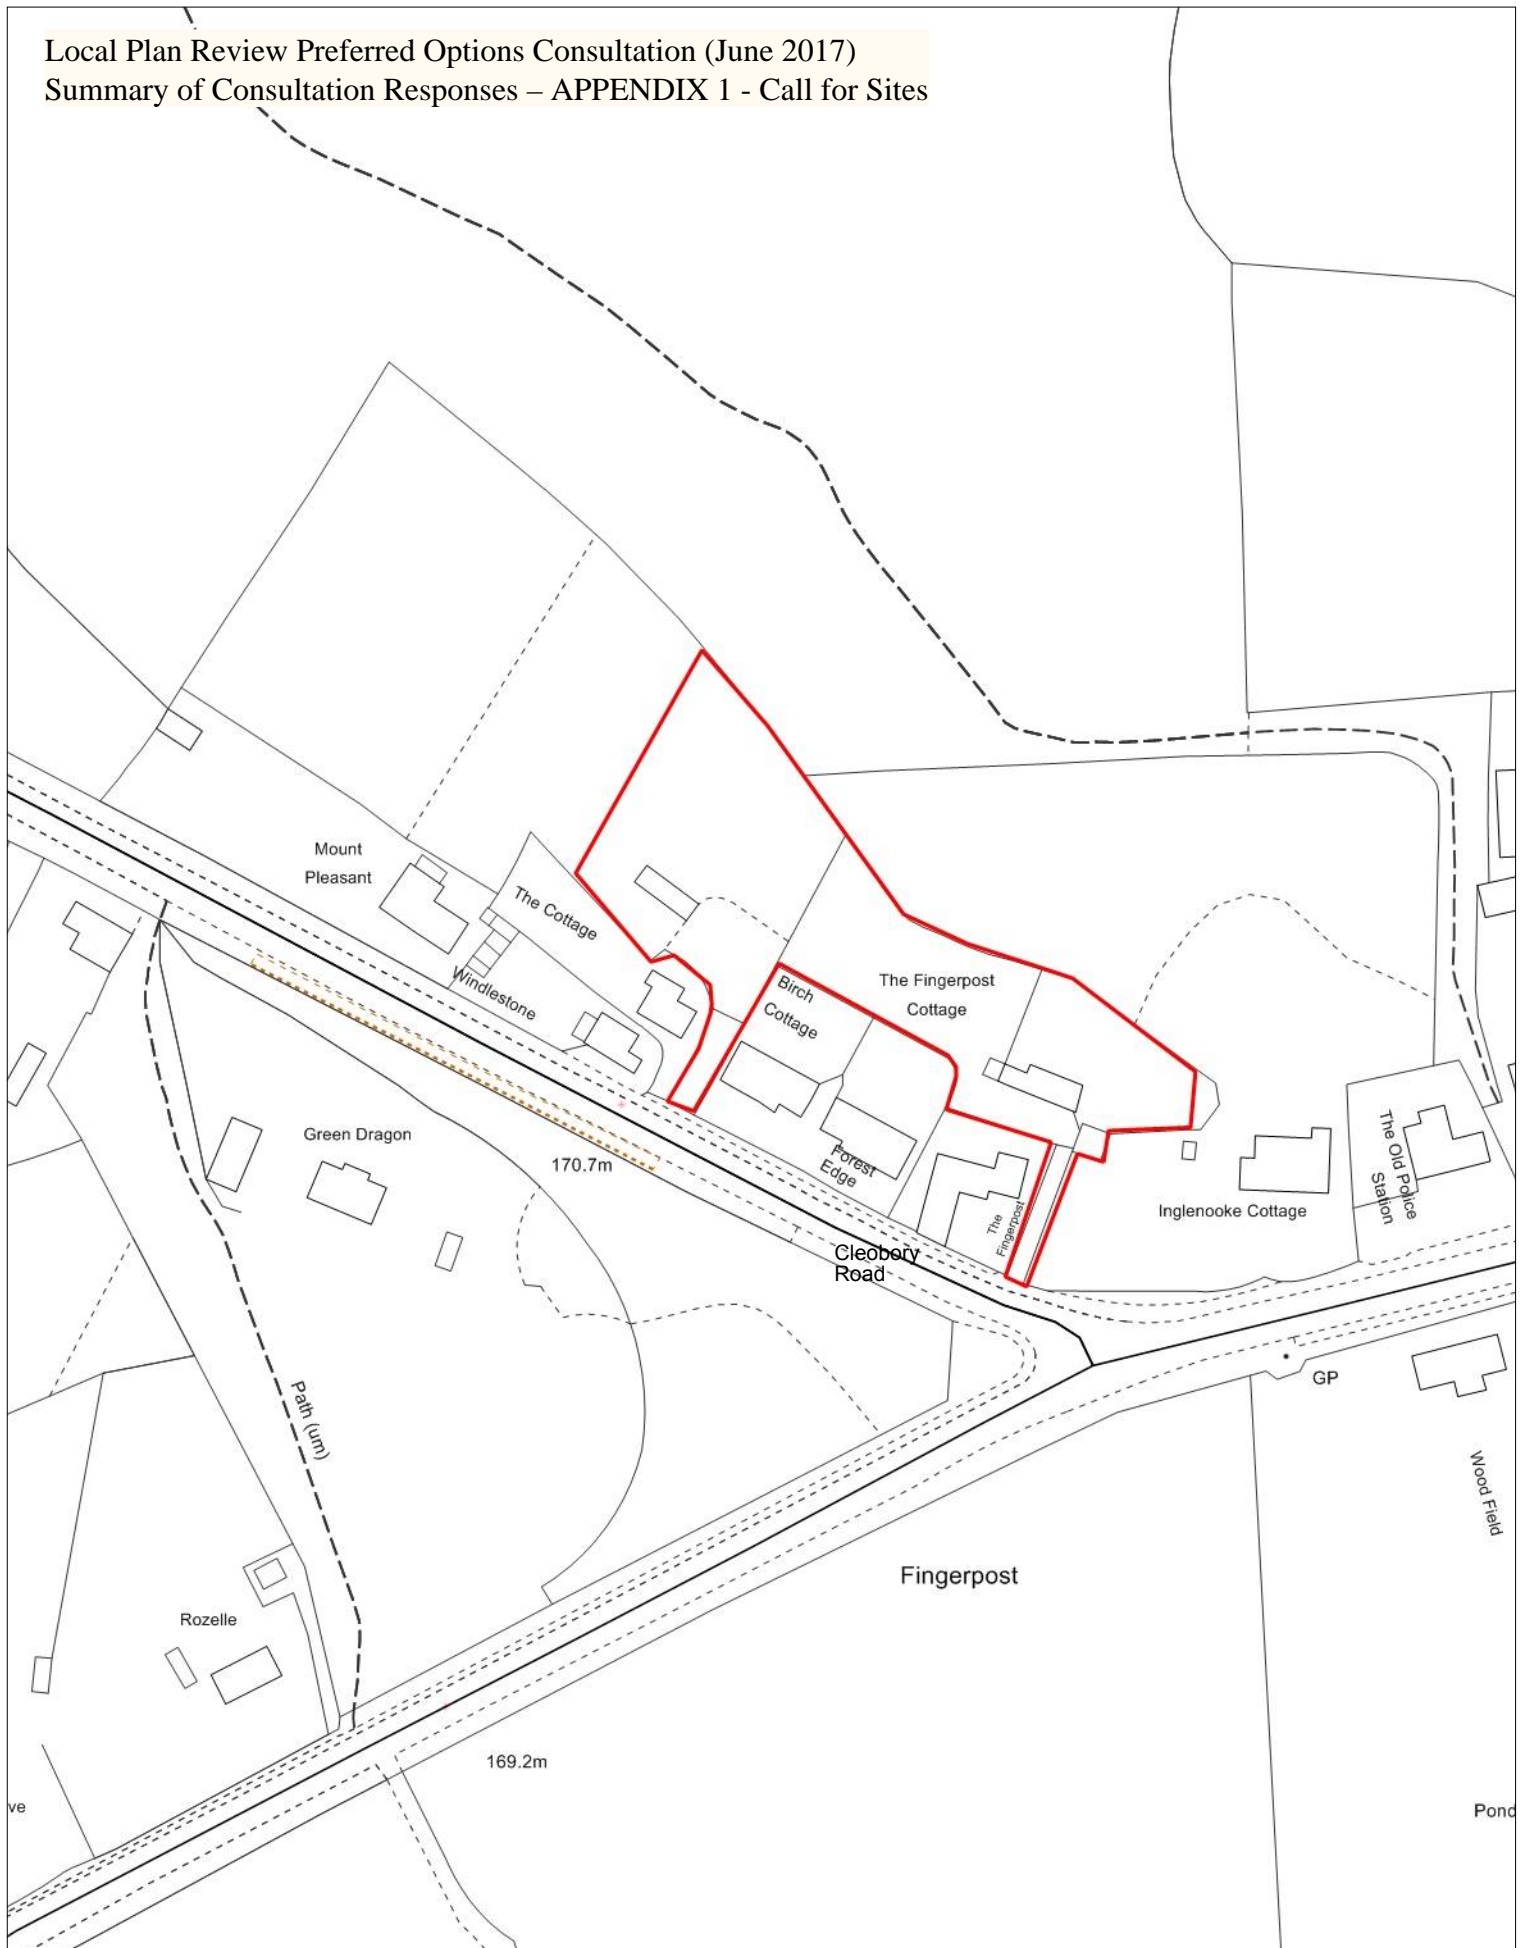 Local Plan Review Preferred Options Consultation (June 2017)
Summary of Consultation Responses – APPENDIX 1 - Call for Sites
Mount
Pleasant
The Cottage
Windlestone
Birch
Cottage
The Fingerpost
Cottage
Forest
Edge
The
Fingerpost
Inglenooke Cottage
The Old Police
Station
Green Dragon
170.7m
Cleobory
Road
GP
Path (um)
Wood Field
Fingerpost
Rozelle
169.2m
ve
Pond